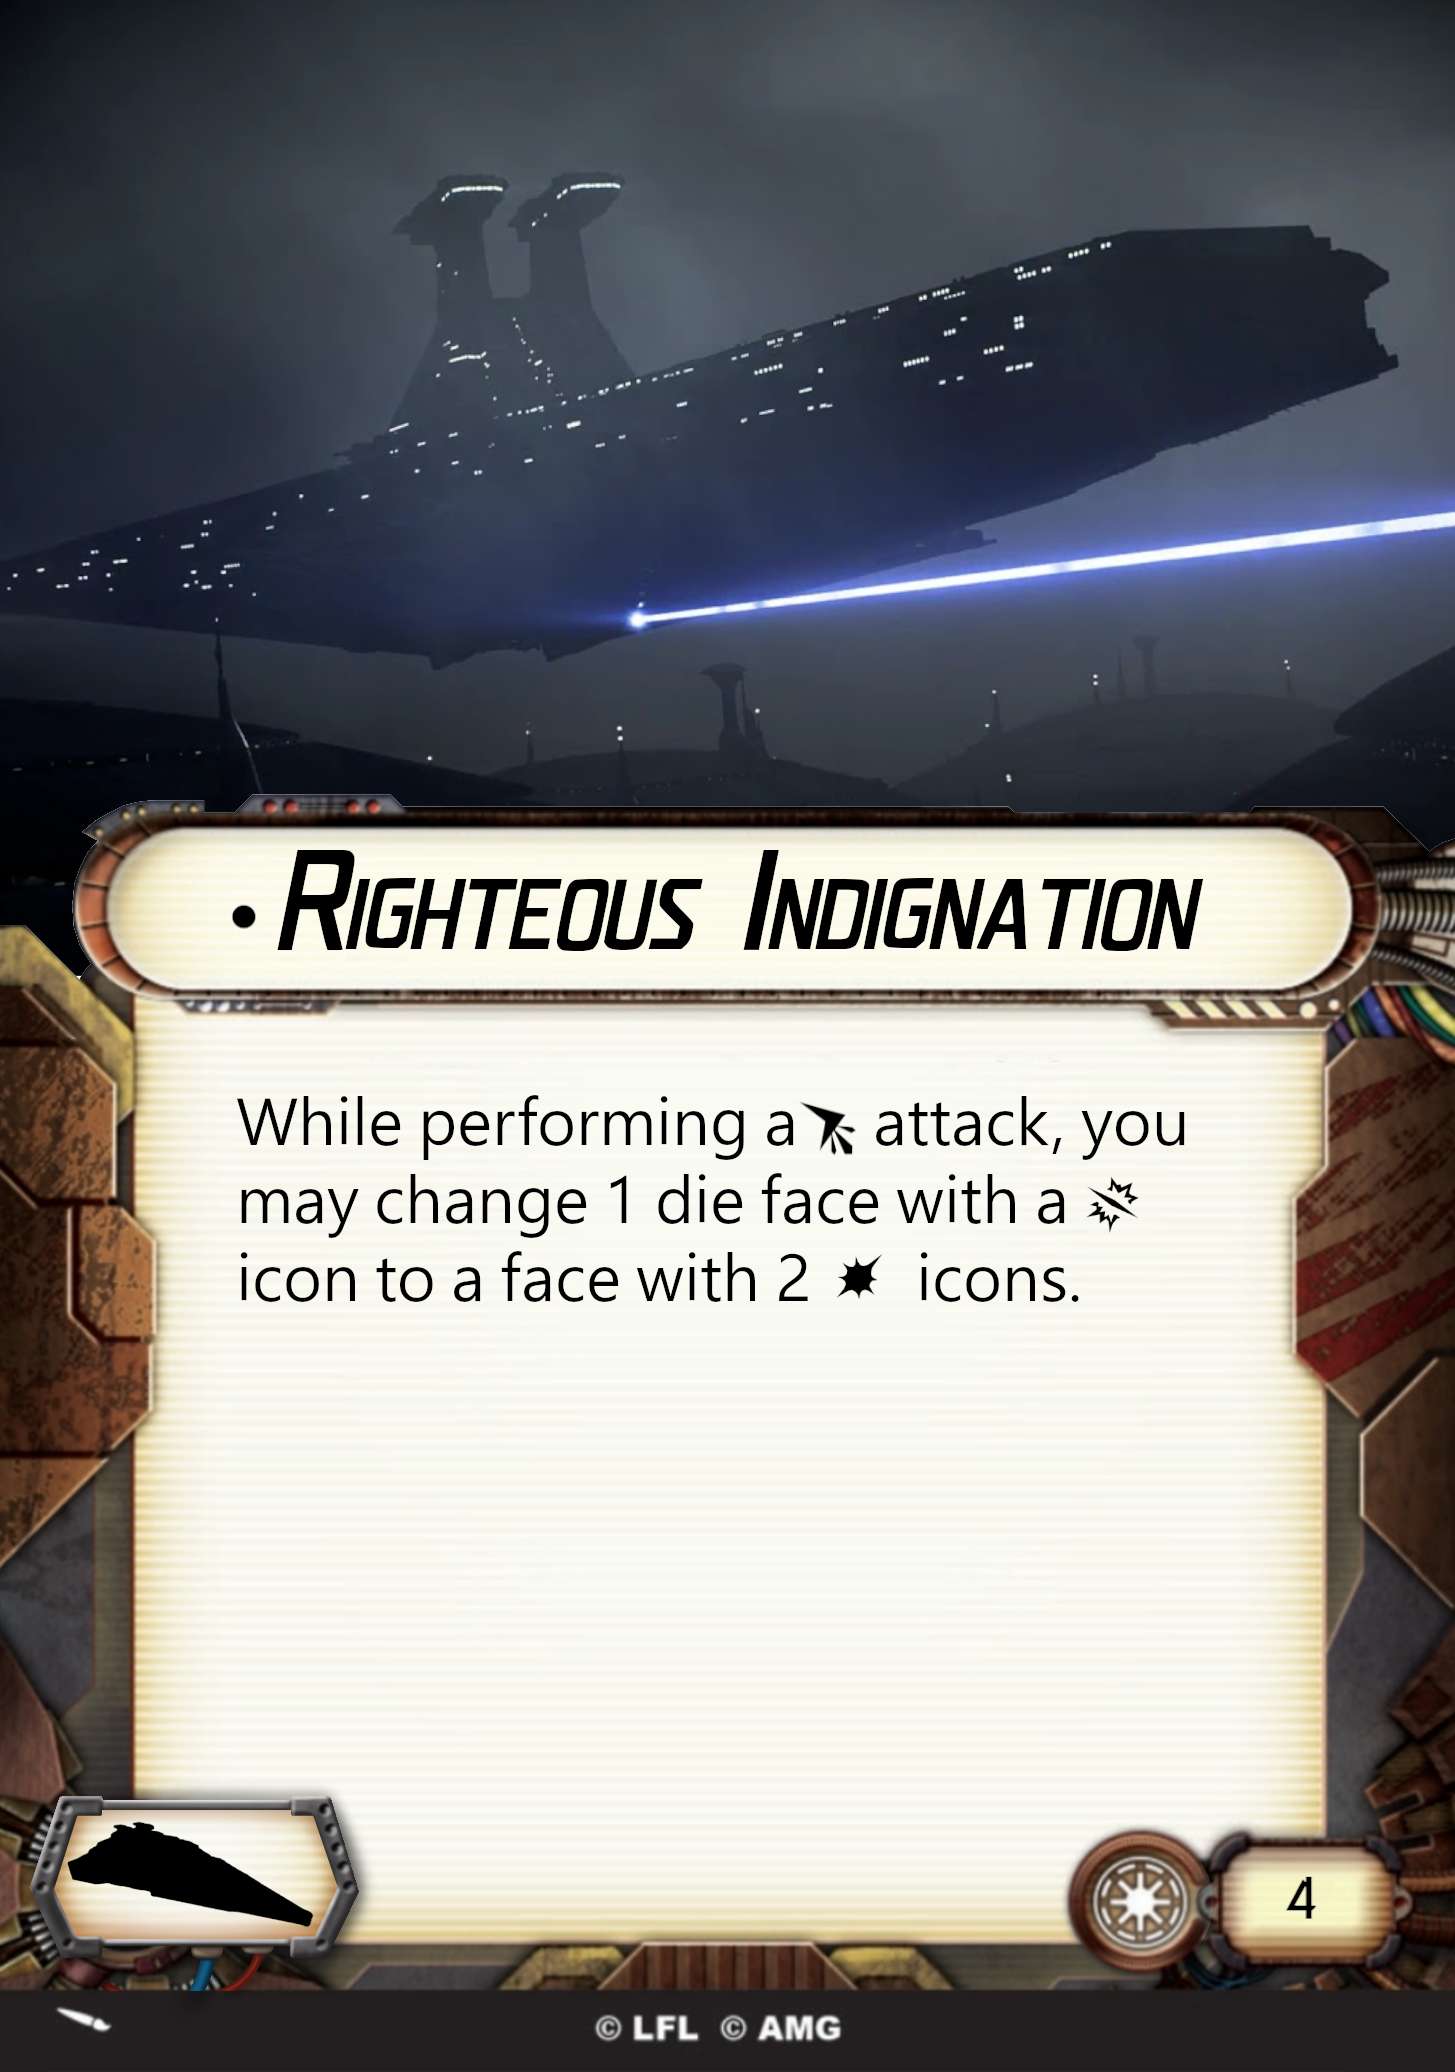 • Righteous Indignation
While performing a attack, you
may change 1 die face with a
icon to a face with 2 icons.
4
© LFL © AMG